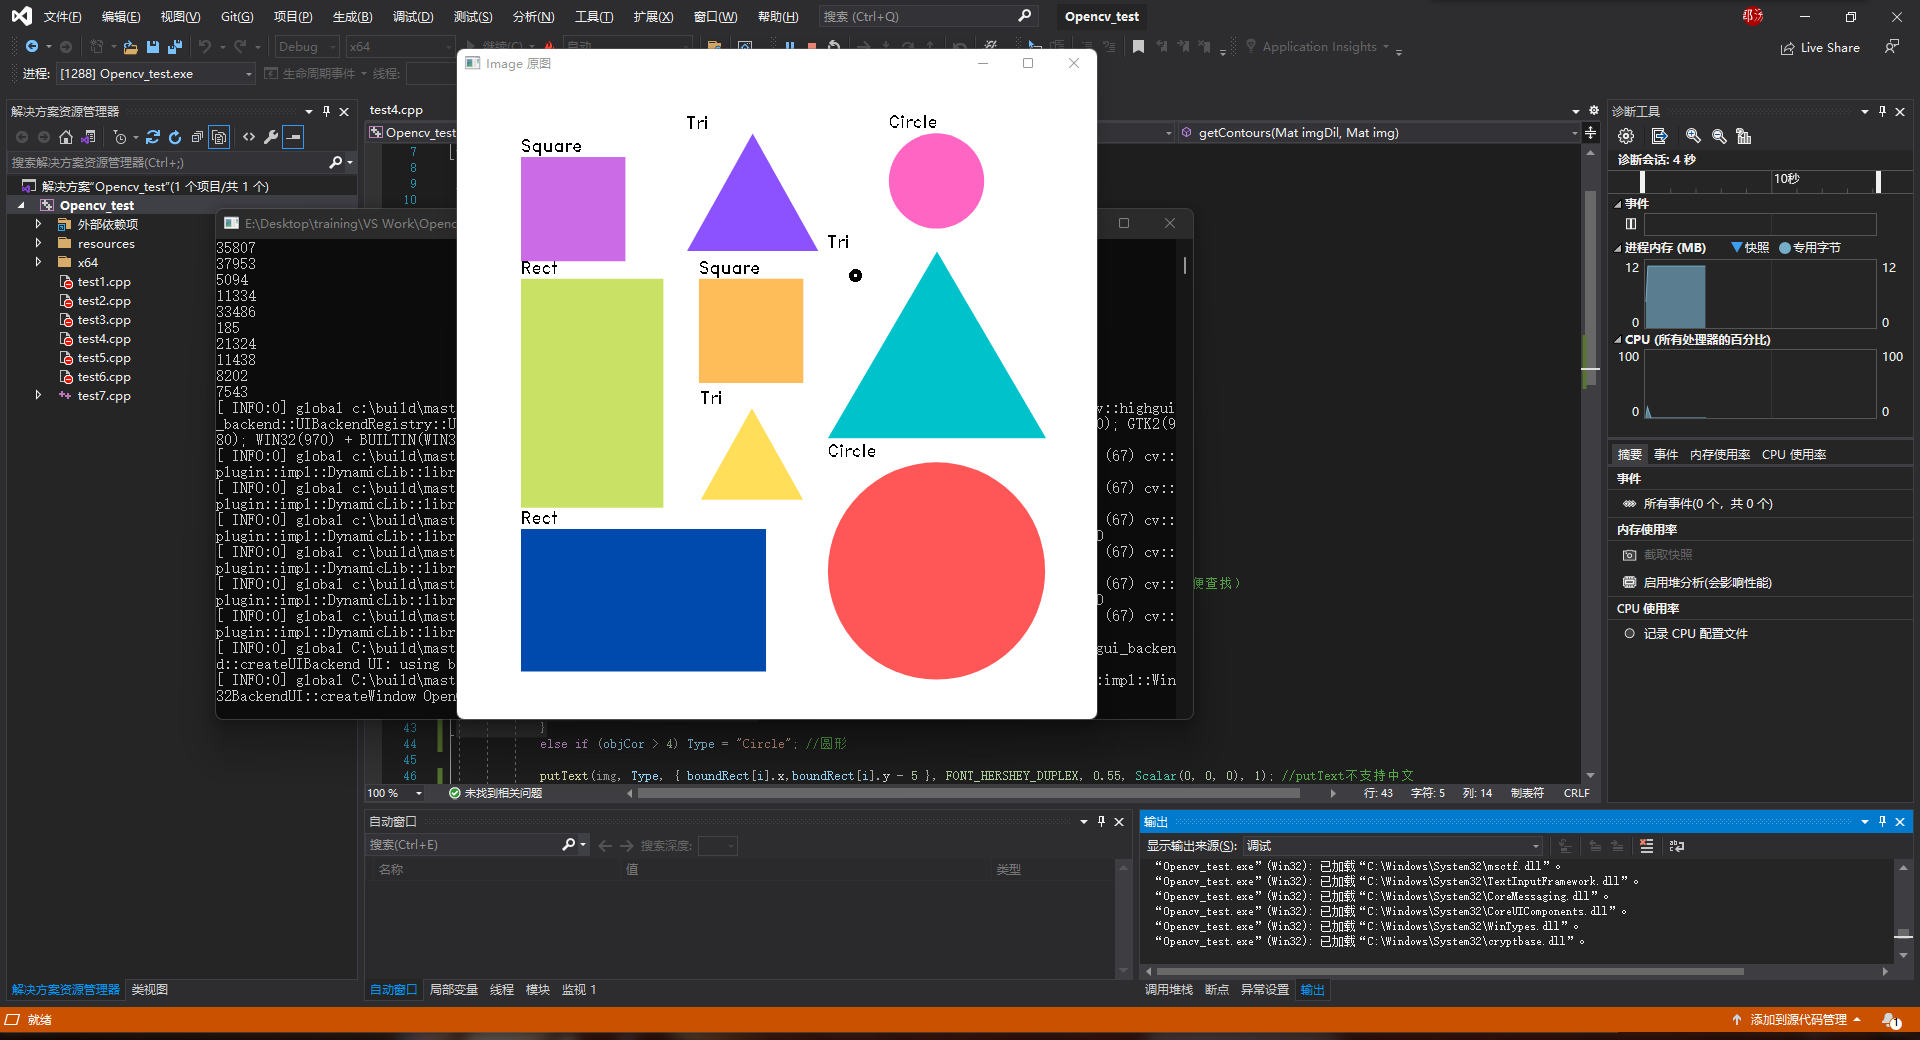 文件(F) 编辑(E) 视图(V) Git(G) 项目(P) 生成(B) 调试(D) 测试(S) 分析(N) 工具(T) 扩展(X) 窗口(W) 帮助(H) 搜索 (Ctrl+Q) Opencv_test
Debug x64 Application Insights Live Share
进程: [1288] Opencv_test.exe 生命周期事件 线程:
Image 原图
Square
Tri
Circle
Rect
Square
Tri
Tri
Circle
Rect
解决方案资源管理器
搜索解决方案资源管理器(Ctrl+;)
解决方案"Opencv_test"(1 个项目/共 1 个)
Opencv_test
外部依赖项
resources
x64
test1.cpp
test2.cpp
test3.cpp
test4.cpp
test5.cpp
test6.cpp
test7.cpp
解决方案资源管理器 类视图
test4.cpp
Opencv_test getContours(Mat imgDil, Mat img)
7
8
9
10
E:\Desktop\training\VS Work\Openc
35807
37953
5094
11334
33486
185
21324
11438
8202
7543
[ INFO:0] global c:\build\mast v::highgui
_backend::UIBackendRegistry::U 0); GTK2(9
80); WIN32(970) + BUILTIN(WIN3
[ INFO:0] global c:\build\mast (67) cv::
plugin::impl::DynamicLib::libr
[ INFO:0] global c:\build\mast (67) cv::
plugin::impl::DynamicLib::libr
[ INFO:0] global c:\build\mast (67) cv::
plugin::impl::DynamicLib::libr
[ INFO:0] global c:\build\mast (67) cv::
plugin::impl::DynamicLib::libr
[ INFO:0] global c:\build\mast (67) cv::
plugin::impl::DynamicLib::libr
[ INFO:0] global c:\build\mast (67) cv::
plugin::impl::DynamicLib::libr
[ INFO:0] global C:\build\mast gui_backen
d::createUIBackend UI: using b
[ INFO:0] global C:\build\mast :impl::Win
32BackendUI::createWindow Open
便查找)
43 }
44 else if (objCor > 4) Type = "Circle"; //圆形
45
46 putText(img, Type, { boundRect[i].x,boundRect[i].y - 5 }, FONT_HERSHEY_DUPLEX, 0.55, Scalar(0, 0, 0), 1); //putText不支持中文
100 % 未找到相关问题 行: 43 字符: 5 列: 14 制表符 CRLF
自动窗口
搜索(Ctrl+E) 搜索深度:
名称 值 类型
自动窗口 局部变量 线程 模块 监视 1
输出
显示输出来源(S): 调试
“Opencv_test.exe”(Win32): 已加载“C:\Windows\System32\msctf.dll”。
“Opencv_test.exe”(Win32): 已加载“C:\Windows\System32\TextInputFramework.dll”。
“Opencv_test.exe”(Win32): 已加载“C:\Windows\System32\CoreMessaging.dll”。
“Opencv_test.exe”(Win32): 已加载“C:\Windows\System32\CoreUIComponents.dll”。
“Opencv_test.exe”(Win32): 已加载“C:\Windows\System32\WinTypes.dll”。
“Opencv_test.exe”(Win32): 已加载“C:\Windows\System32\cryptbase.dll”。
调用堆栈 断点 异常设置 输出
诊断工具
诊断会话: 4 秒
10秒
事件
进程内存 (MB) 快照 专用字节
12 12
0 0
CPU (所有处理器的百分比)
100 100
0 0
摘要 事件 内存使用率 CPU 使用率
事件
所有事件(0 个, 共 0 个)
内存使用率
截取快照
启用堆分析(会影响性能)
CPU 使用率
记录 CPU 配置文件
就绪 添加到源代码管理 1